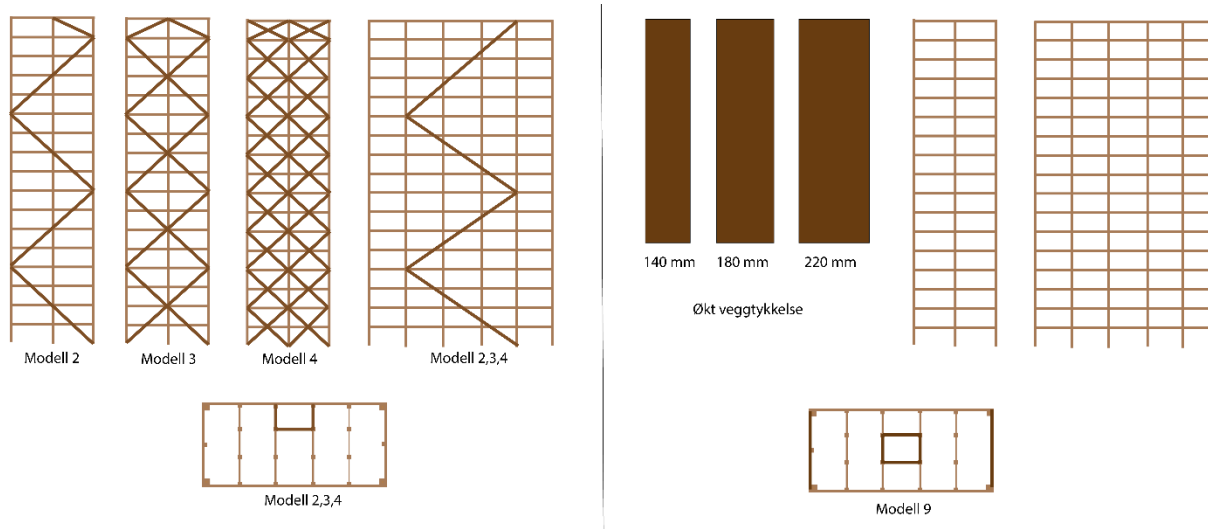 Modell 2
Modell 3
Modell 4
Modell 2,3,4
Modell 2,3,4
140 mm
180 mm
220 mm
Økt veggtykkelse
Modell 9